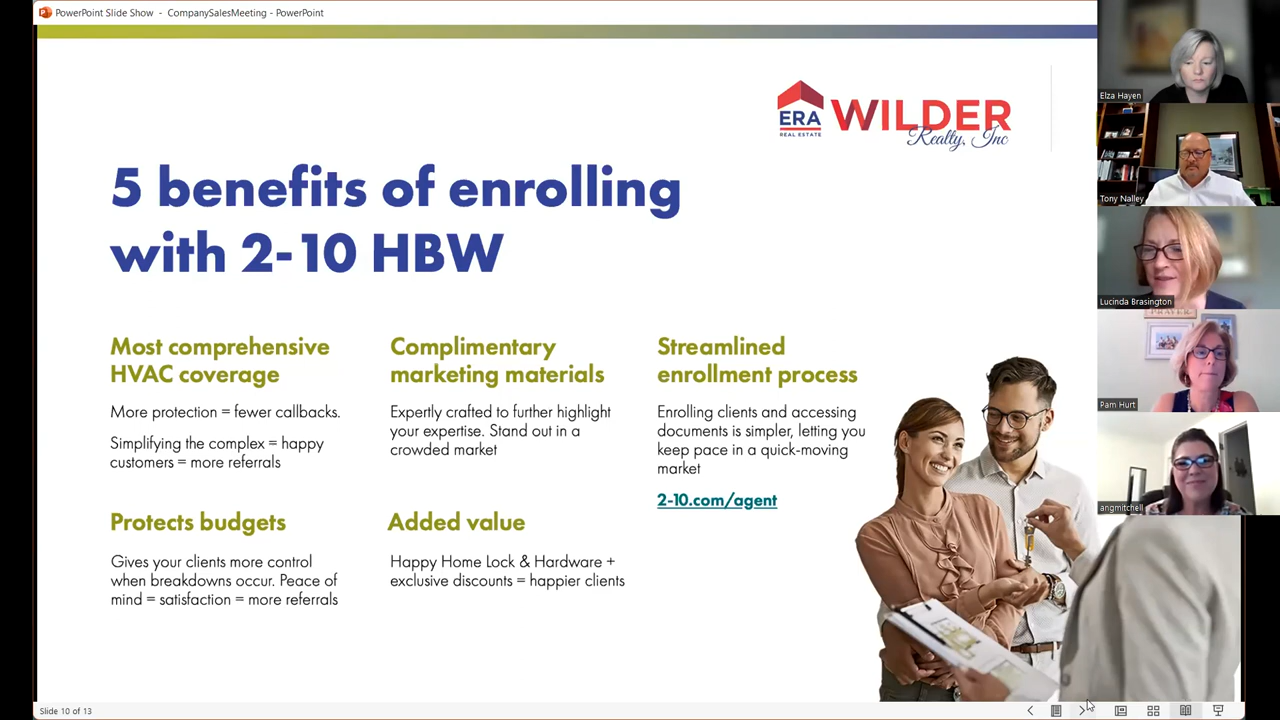 PowerPoint Slide Show - CompanySalesMeeting - PowerPoint
ERA
REAL ESTATE
WILDER
Realty, Inc
5 benefits of enrolling
with 2-10 HBW
Most comprehensive
HVAC coverage
More protection = fewer callbacks.
Simplifying the complex = happy
customers = more referrals
Complimentary
marketing materials
Expertly crafted to further highlight
your expertise. Stand out in a
crowded market
Streamlined
enrollment process
Enrolling clients and accessing
documents is simpler, letting you
keep pace in a quick-moving
market
2-10.com/agent
Protects budgets
Gives your clients more control
when breakdowns occur. Peace of
mind = satisfaction = more referrals
Added value
Happy Home Lock & Hardware +
exclusive discounts = happier clients
Elza Hayen
Tony Nalley
Lucinda Brasington
PRAYER
Pam Hurt
angmitchell
Slide 10 of 13